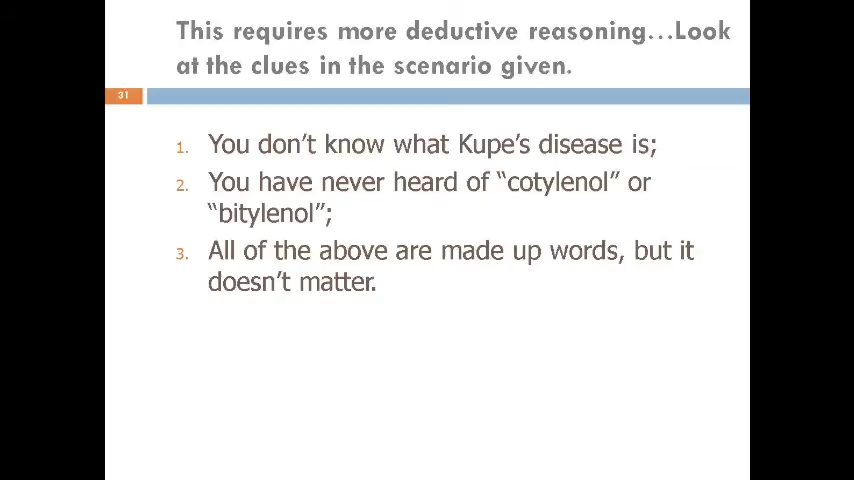 This requires more deductive reasoning…Look
at the clues in the scenario given.
31
1. You don’t know what Kupe’s disease is;
2. You have never heard of “cotylenol” or
“bitylenol”;
3. All of the above are made up words, but it
doesn’t matter.